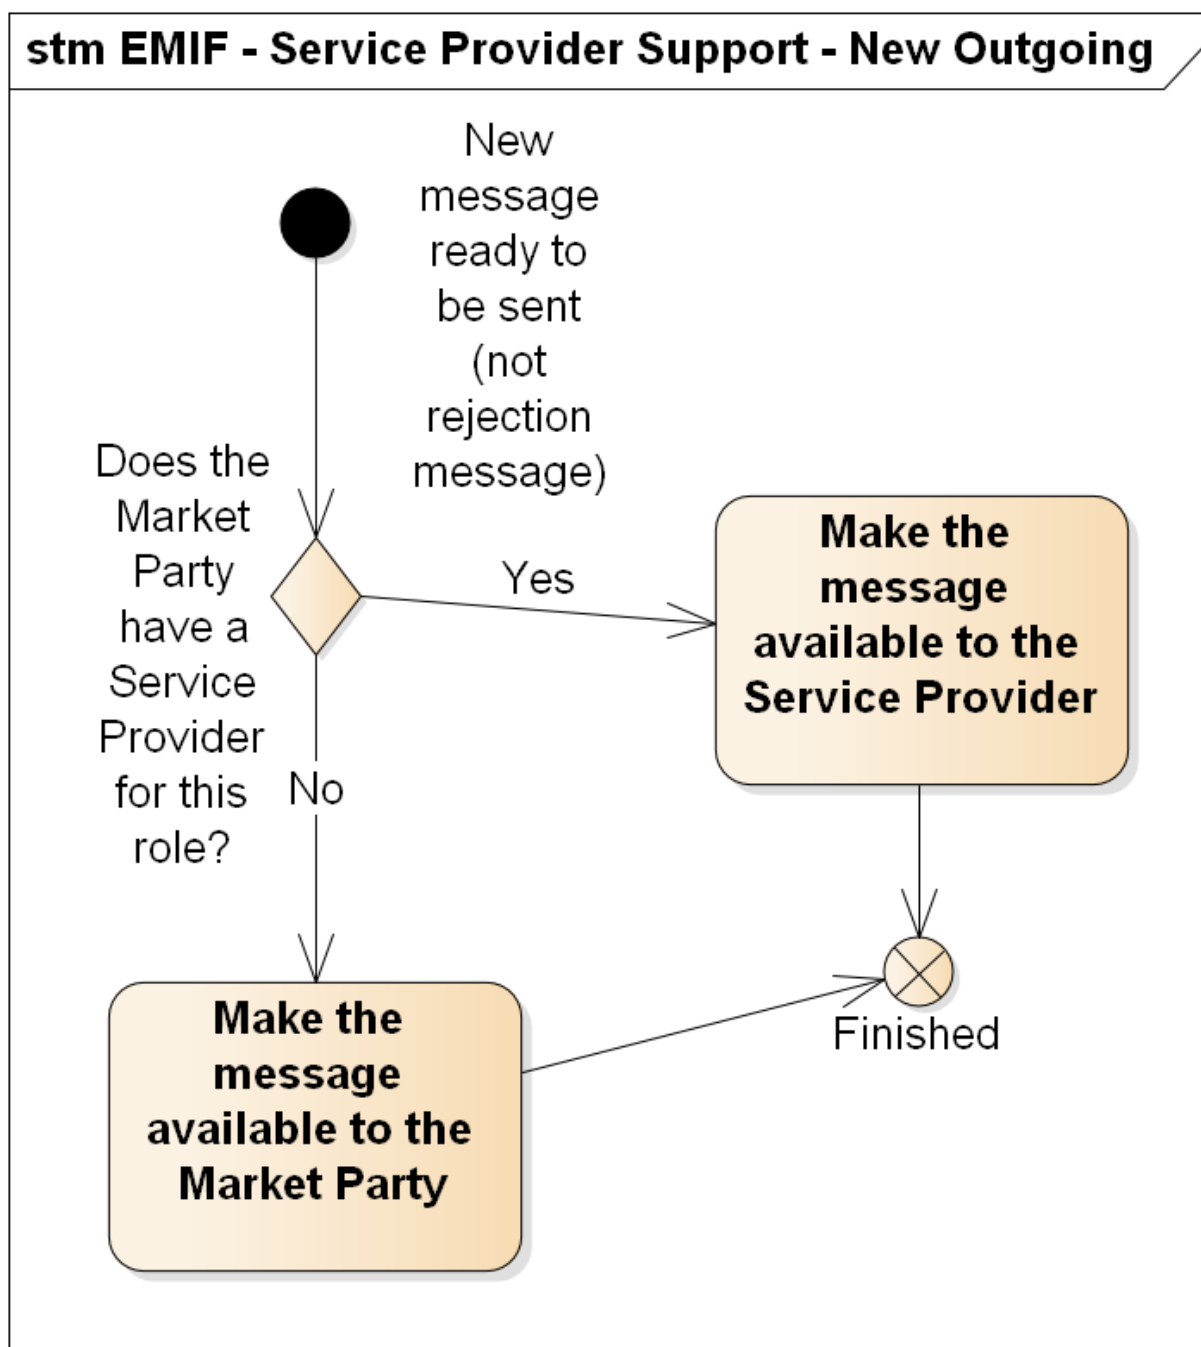 stm EMIF - Service Provider Support - New Outgoing
New
message
ready to
be sent
(not
rejection
message)
Does the
Market
Party
have a
Service
Provider
for this
role?
Yes
No
Make the
message
available to the
Service Provider
Finished
Make the
message
available to the
Market Party